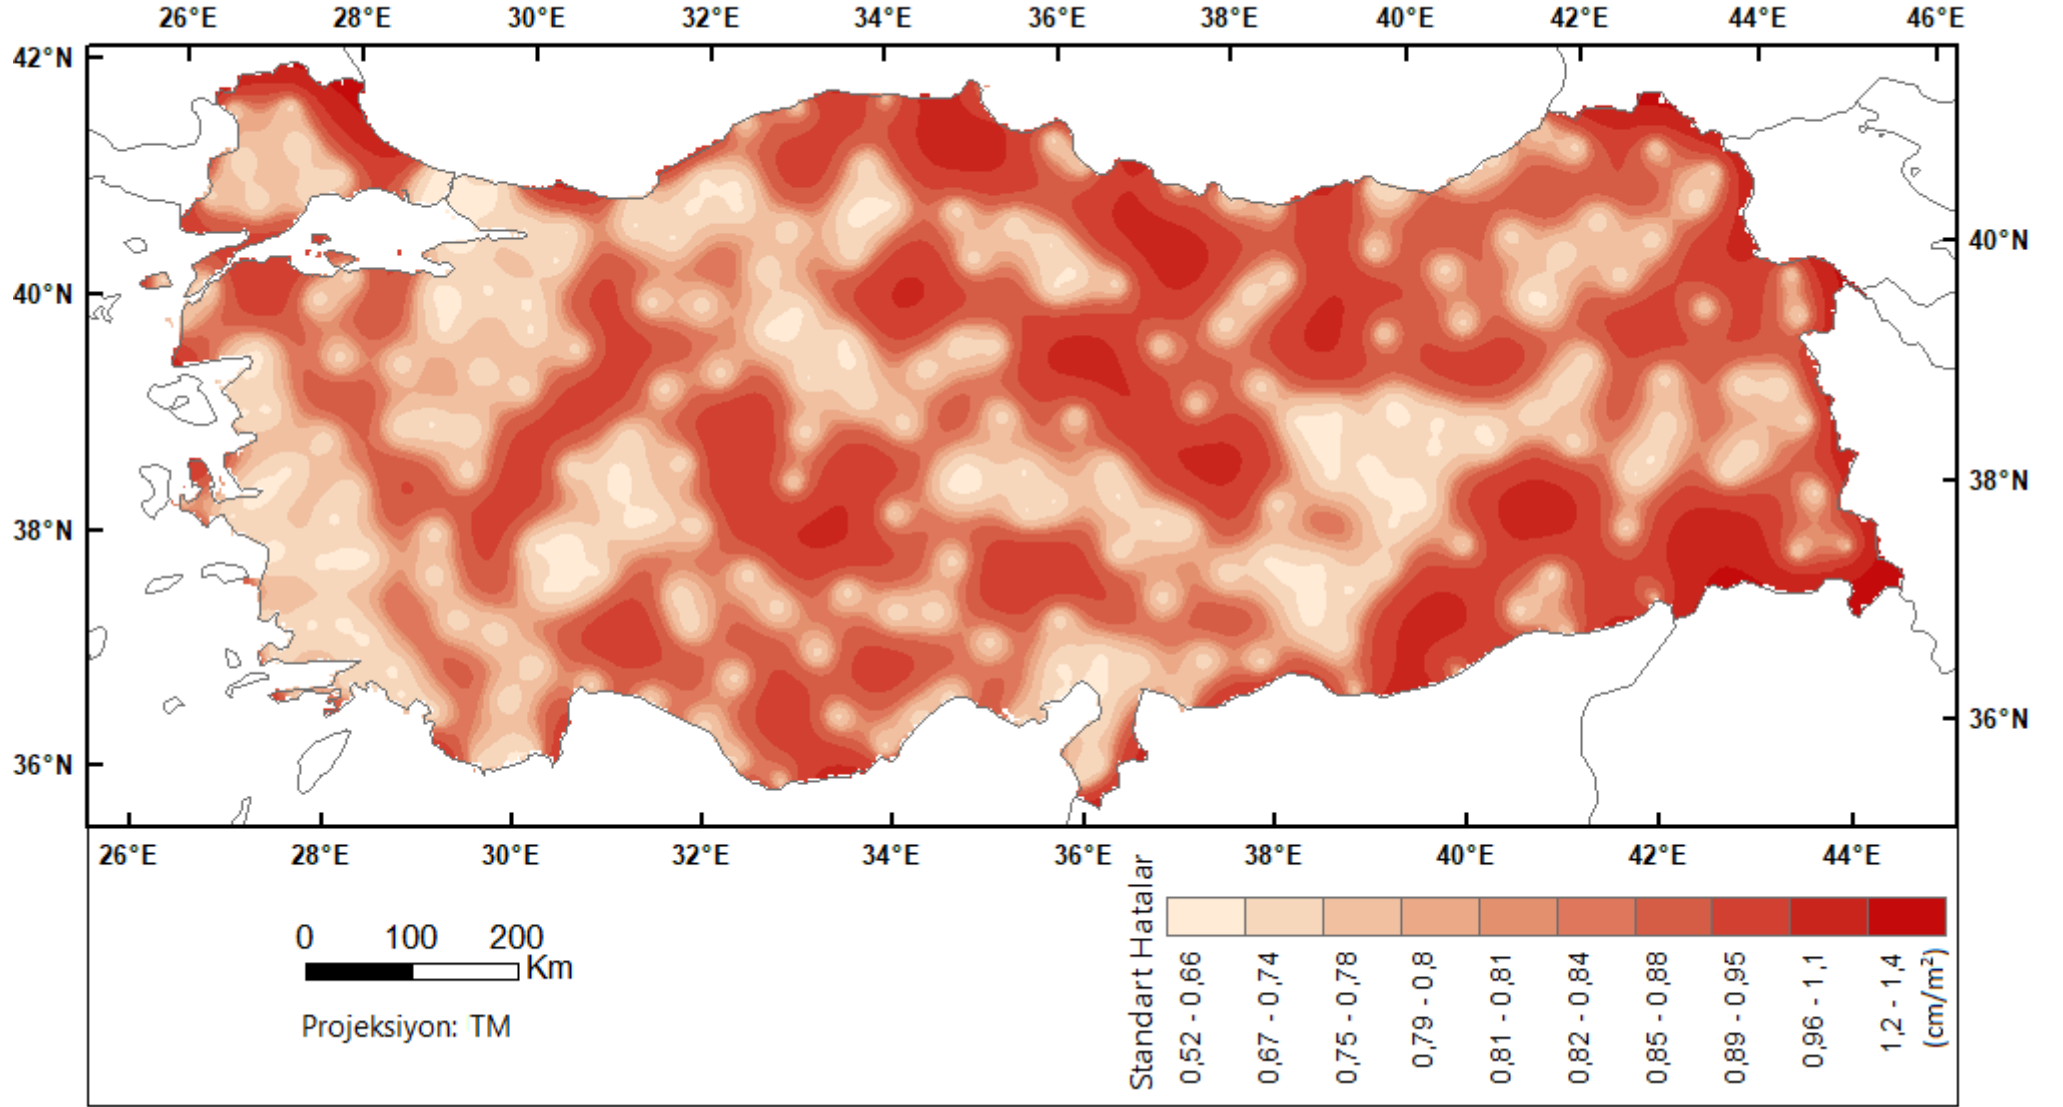 26°E 28°E 30°E 32°E 34°E 36°E 38°E 40°E 42°E 44°E 46°E
42°N
40°N
40°N
38°N
38°N
36°N
36°N
26°E 28°E 30°E 32°E 34°E 36°E 38°E 40°E 42°E 44°E
0 100 200
Km
Projeksiyon: TM
Standart Hatalar
0,52 - 0,66
0,67 - 0,74
0,75 - 0,78
0,79 - 0,8
0,81 - 0,81
0,82 - 0,84
0,85 - 0,88
0,89 - 0,95
0,96 - 1,1
1,2 - 1,4
(cm/m²)